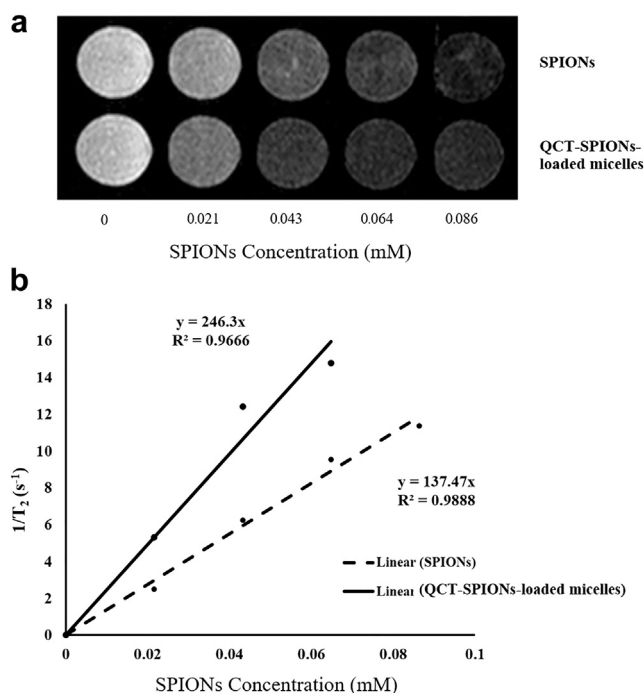 a
SPIONs
QCT-SPIONs-
loaded micelles
0 0.021 0.043 0.064 0.086
SPIONs Concentration (mM)
b
18
16
14
12
10
8
6
4
2
0
1/T₂ (s⁻¹)
y = 246.3x
R² = 0.9666
y = 137.47x
R² = 0.9888
Linear (SPIONs)
Linear (QCT-SPIONs-loaded micelles)
0 0.02 0.04 0.06 0.08 0.1
SPIONs Concentration (mM)